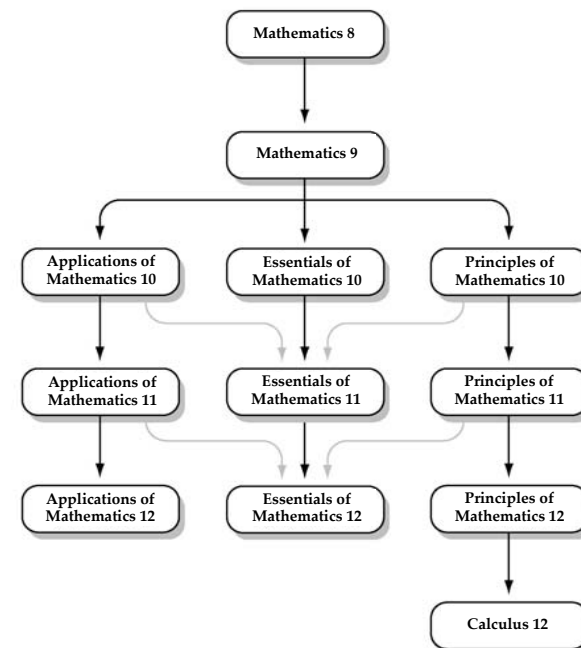 Mathematics 8
Mathematics 9
Applications of
Mathematics 10
Essentials of
Mathematics 10
Principles of
Mathematics 10
Applications of
Mathematics 11
Essentials of
Mathematics 11
Principles of
Mathematics 11
Applications of
Mathematics 12
Essentials of
Mathematics 12
Principles of
Mathematics 12
Calculus 12